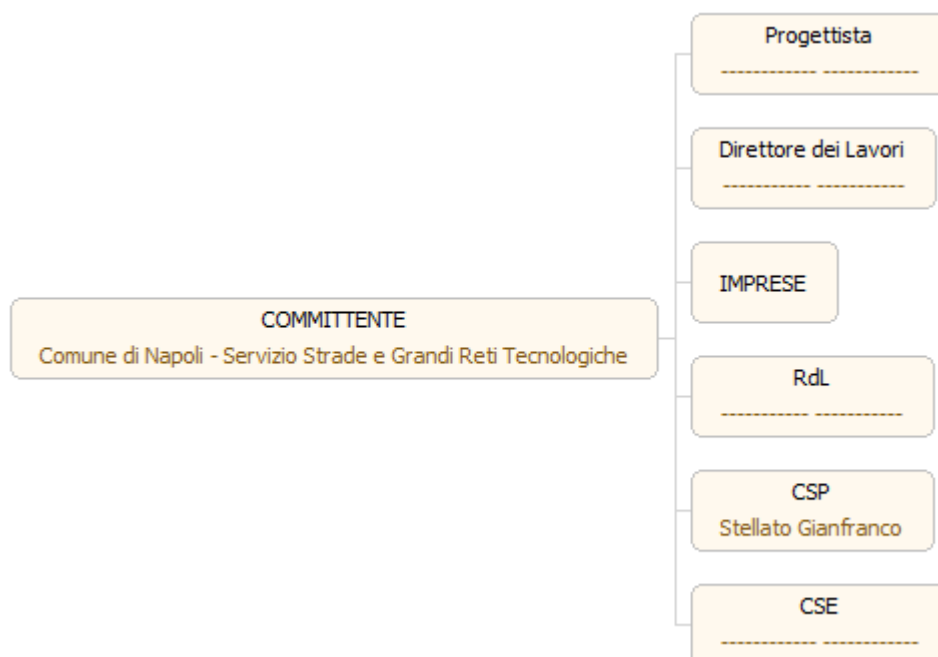 Progettista
------------ ------------
Direttore dei Lavori
----------- -----------
IMPRESE
COMMITTENTE
Comune di Napoli - Servizio Strade e Grandi Reti Tecnologiche
RdL
----------- -----------
CSP
Stellato Gianfranco
CSE
------------ ------------